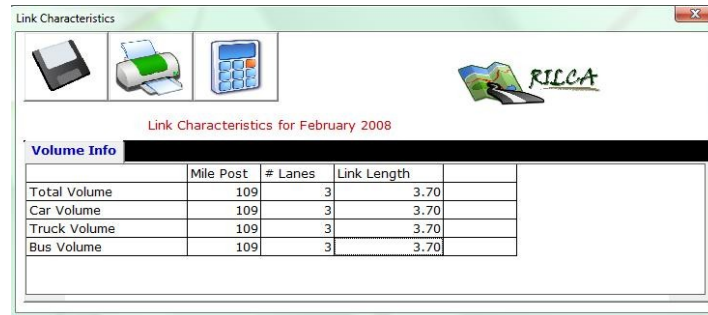 Link Characteristics
RILCA
Link Characteristics for February 2008
Volume Info
Mile Post # Lanes Link Length
Total Volume 109 3 3.70
Car Volume 109 3 3.70
Truck Volume 109 3 3.70
Bus Volume 109 3 3.70